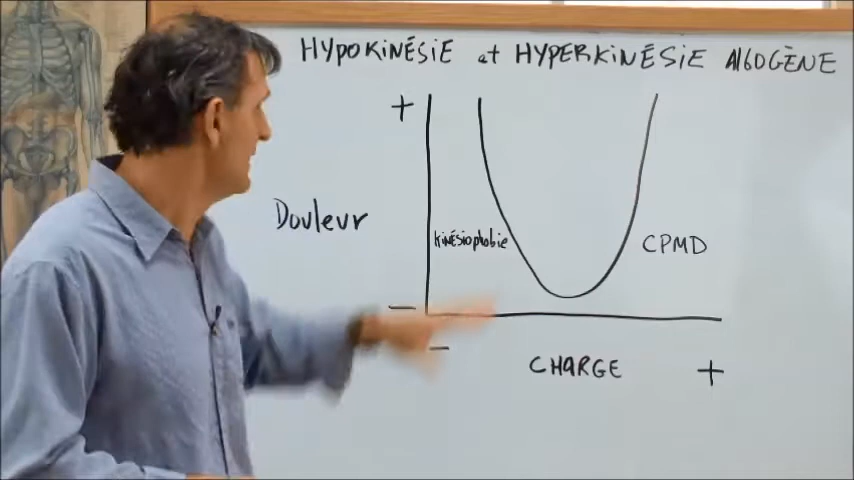 HYPOKINÉSIE et HYPERKINÉSIE AlGOGÈNE
+
Douleur
KINÉSIOphobie
CPMD
−
−
CHARGE
+